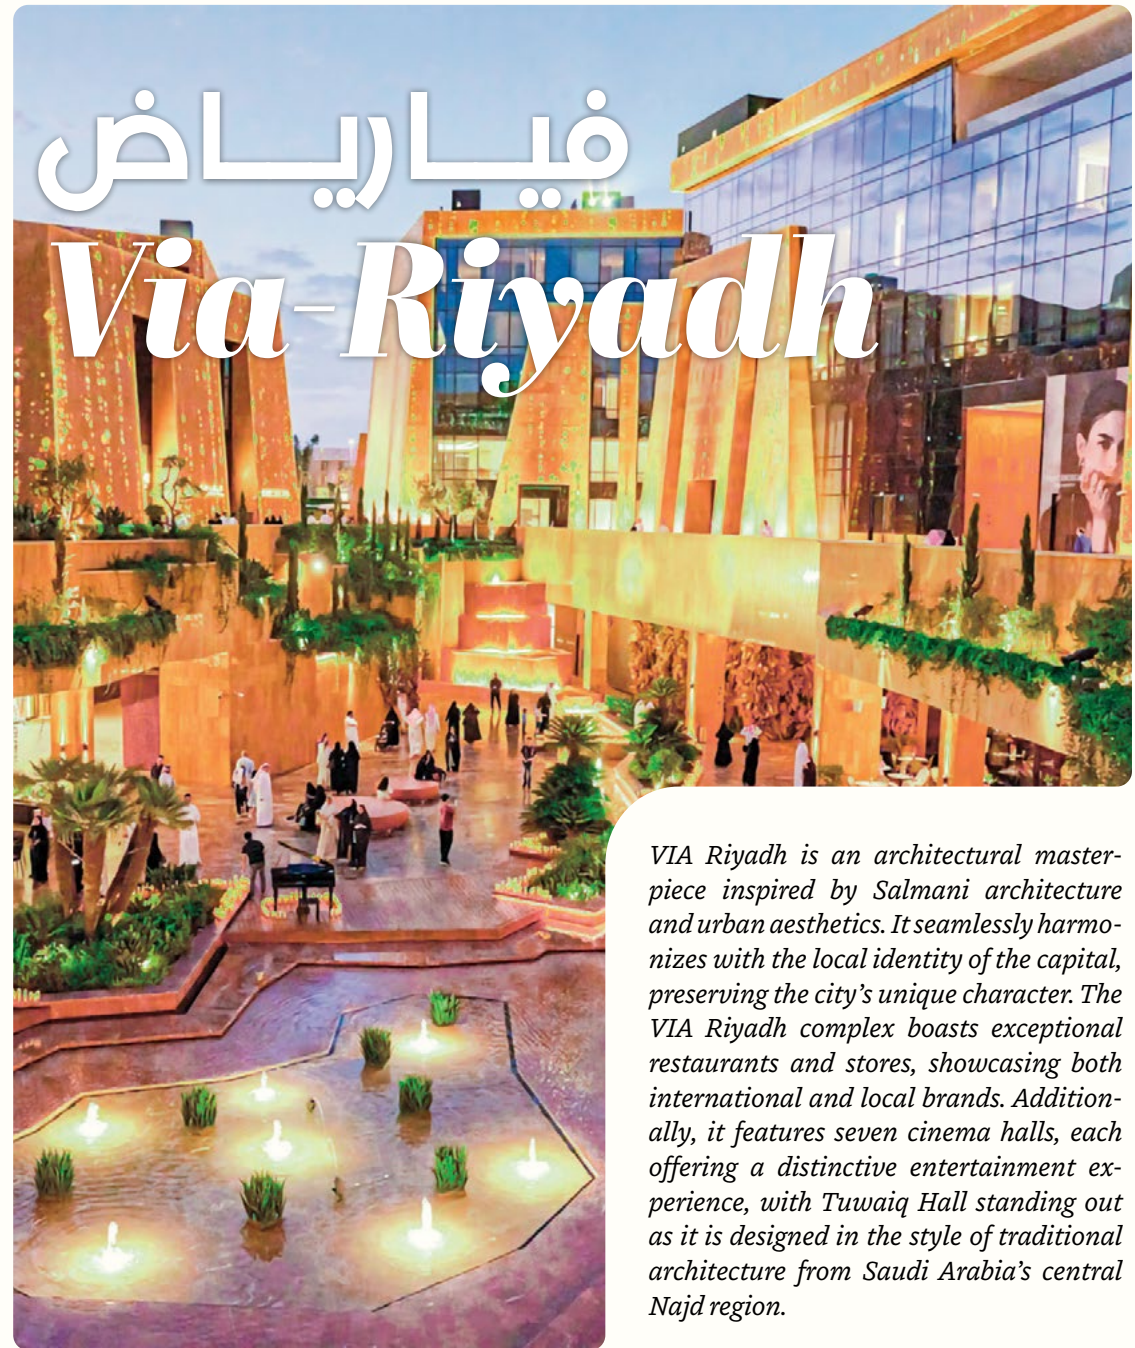 فيا رياض
Via-Riyadh
VIA Riyadh is an architectural master-
piece inspired by Salmani architecture
and urban aesthetics. It seamlessly harmo-
nizes with the local identity of the capital,
preserving the city’s unique character. The
VIA Riyadh complex boasts exceptional
restaurants and stores, showcasing both
international and local brands. Addition-
ally, it features seven cinema halls, each
offering a distinctive entertainment ex-
perience, with Tuwaiq Hall standing out
as it is designed in the style of traditional
architecture from Saudi Arabia’s central
Najd region.